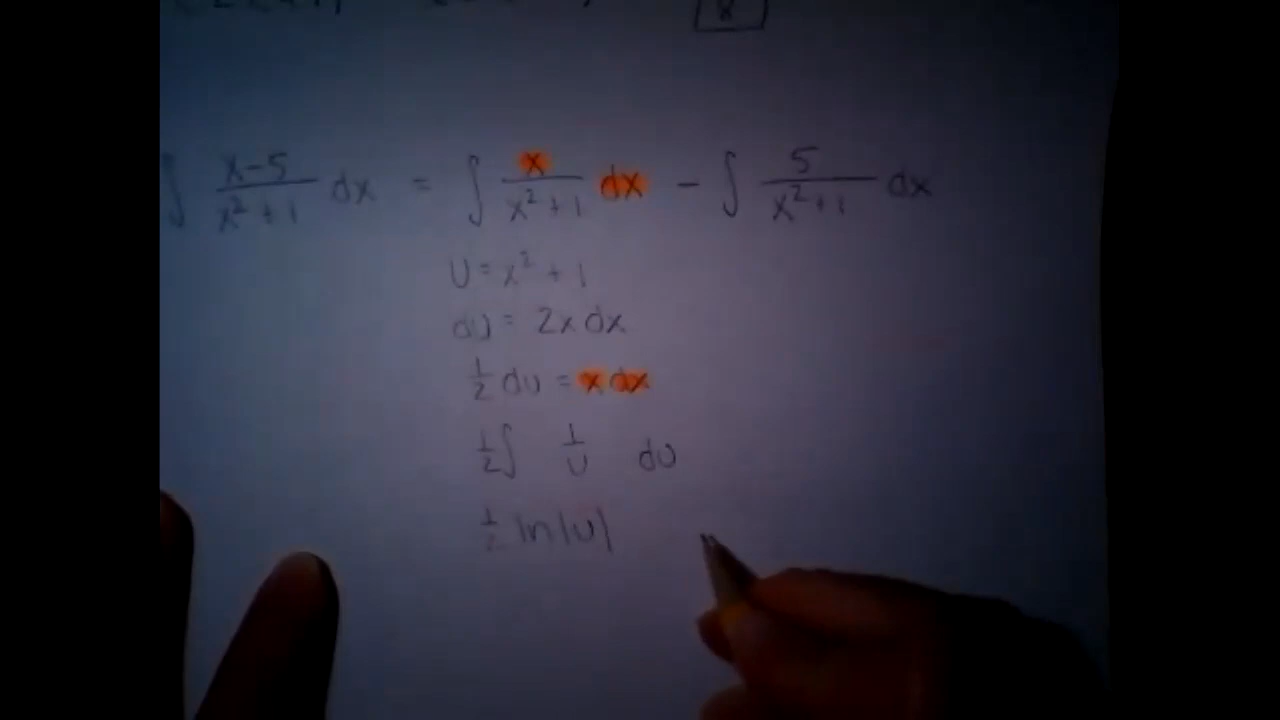 ∫ x-5/x²+1 dx = ∫ x/x²+1 dx - ∫ 5/x²+1 dx
U = x² + 1
du = 2x dx
1/2 du = x dx
1/2 ∫ 1/U du
1/2 ln|u|